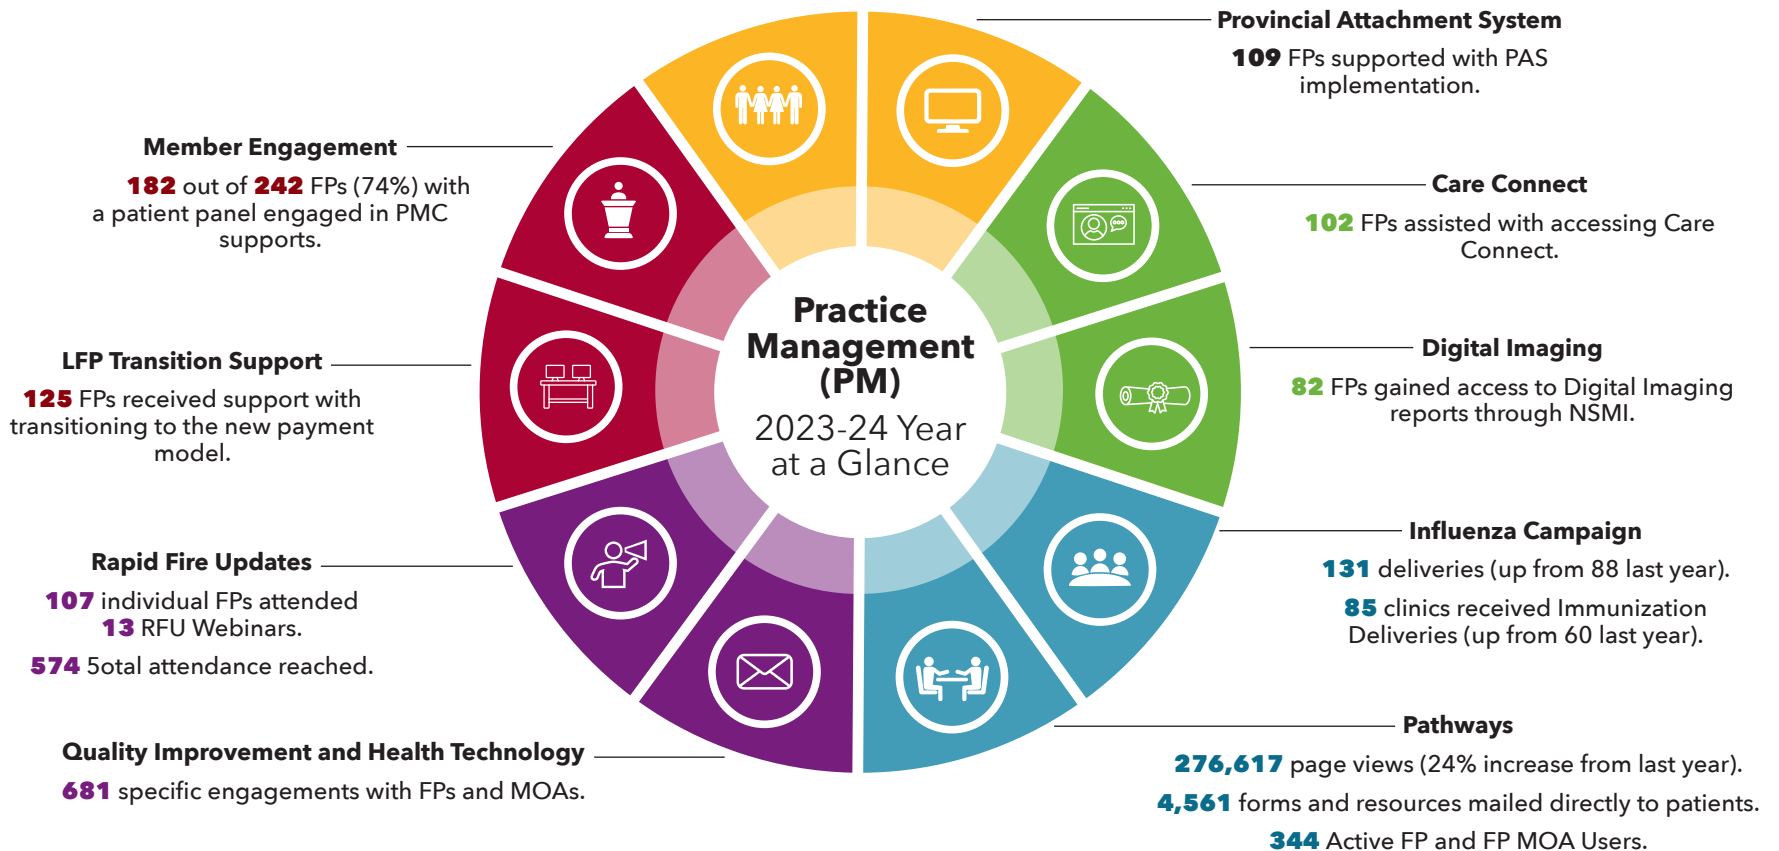 Practice
Management
(PM)
2023-24 Year
at a Glance
Provincial Attachment System
109 FPs supported with PAS
implementation.
Care Connect
102 FPs assisted with accessing Care
Connect.
Digital Imaging
82 FPs gained access to Digital Imaging
reports through NSMI.
Influenza Campaign
131 deliveries (up from 88 last year).
85 clinics received Immunization
Deliveries (up from 60 last year).
Pathways
276,617 page views (24% increase from last year).
4,561 forms and resources mailed directly to patients.
344 Active FP and FP MOA Users.
Quality Improvement and Health Technology
681 specific engagements with FPs and MOAs.
Rapid Fire Updates
107 individual FPs attended
13 RFU Webinars.
574 5otal attendance reached.
LFP Transition Support
125 FPs received support with
transitioning to the new payment
model.
Member Engagement
182 out of 242 FPs (74%) with
a patient panel engaged in PMC
supports.